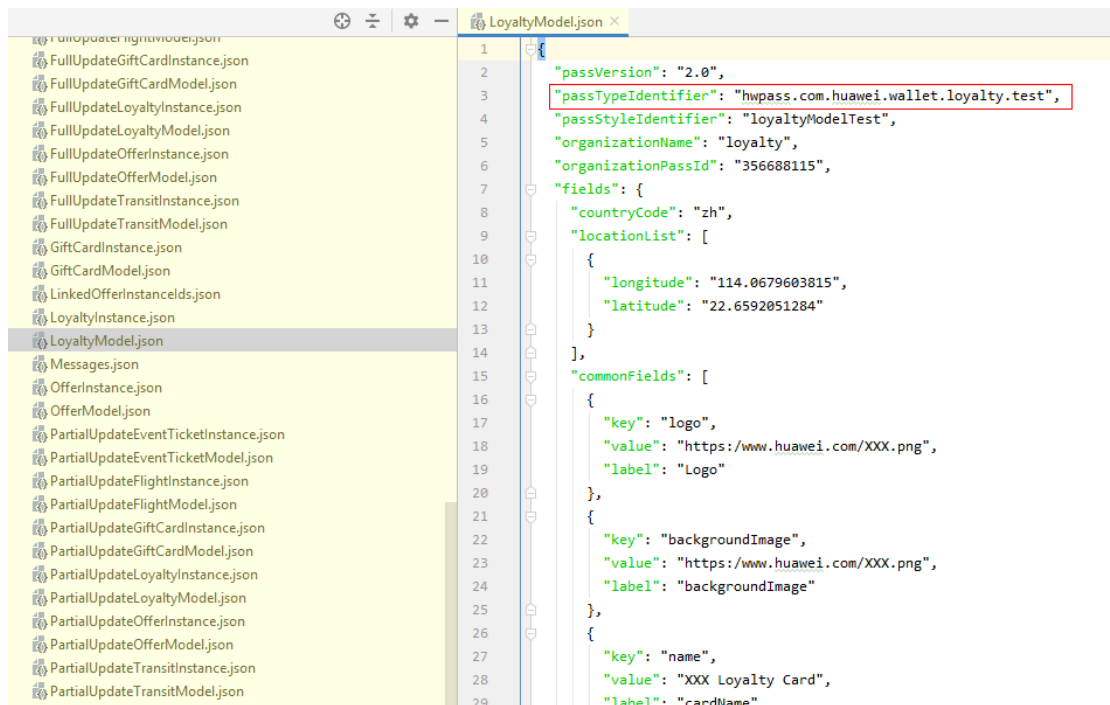 FullUpdateFlightModel.json
FullUpdateGiftCardInstance.json
FullUpdateGiftCardModel.json
FullUpdateLoyaltyInstance.json
FullUpdateLoyaltyModel.json
FullUpdateOfferInstance.json
FullUpdateOfferModel.json
FullUpdateTransitInstance.json
FullUpdateTransitModel.json
GiftCardInstance.json
GiftCardModel.json
LinkedOfferInstanceIds.json
LoyaltyInstance.json
LoyaltyModel.json
Messages.json
OfferInstance.json
OfferModel.json
PartialUpdateEventTicketInstance.json
PartialUpdateEventTicketModel.json
PartialUpdateFlightInstance.json
PartialUpdateFlightModel.json
PartialUpdateGiftCardInstance.json
PartialUpdateGiftCardModel.json
PartialUpdateLoyaltyInstance.json
PartialUpdateLoyaltyModel.json
PartialUpdateOfferInstance.json
PartialUpdateOfferModel.json
PartialUpdateTransitInstance.json
PartialUpdateTransitModel.json
LoyaltyModel.json
1 {
2 "passVersion": "2.0",
3 "passTypeIdentifier": "hwpass.com.huawei.wallet.loyalty.test",
4 "passStyleIdentifier": "loyaltyModelTest",
5 "organizationName": "loyalty",
6 "organizationPassId": "356688115",
7 "fields": {
8 "countryCode": "zh",
9 "locationList": [
10 {
11 "longitude": "114.0679603815",
12 "latitude": "22.6592051284"
13 }
14 ],
15 "commonFields": [
16 {
17 "key": "logo",
18 "value": "https:/www.huawei.com/XXX.png",
19 "label": "Logo"
20 },
21 {
22 "key": "backgroundImage",
23 "value": "https:/www.huawei.com/XXX.png",
24 "label": "backgroundImage"
25 },
26 {
27 "key": "name",
28 "value": "XXX Loyalty Card",
29 "label": "cardName"